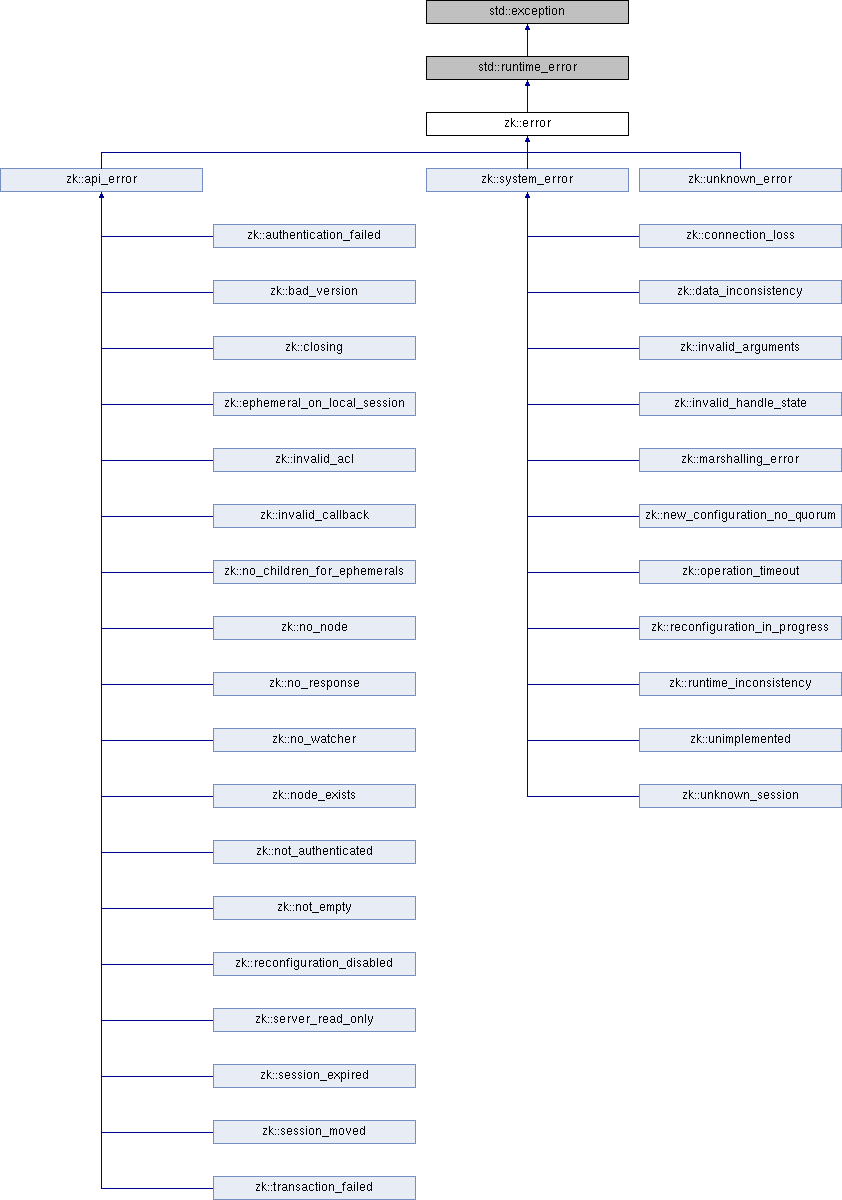 std::exception
std::runtime_error
zk::error
zk::api_error
zk::system_error
zk::unknown_error
zk::authentication_failed
zk::connection_loss
zk::bad_version
zk::data_inconsistency
zk::closing
zk::invalid_arguments
zk::ephemeral_on_local_session
zk::invalid_handle_state
zk::invalid_acl
zk::marshalling_error
zk::invalid_callback
zk::new_configuration_no_quorum
zk::no_children_for_ephemerals
zk::operation_timeout
zk::no_node
zk::reconfiguration_in_progress
zk::no_response
zk::runtime_inconsistency
zk::no_watcher
zk::unimplemented
zk::node_exists
zk::unknown_session
zk::not_authenticated
zk::not_empty
zk::reconfiguration_disabled
zk::server_read_only
zk::session_expired
zk::session_moved
zk::transaction_failed